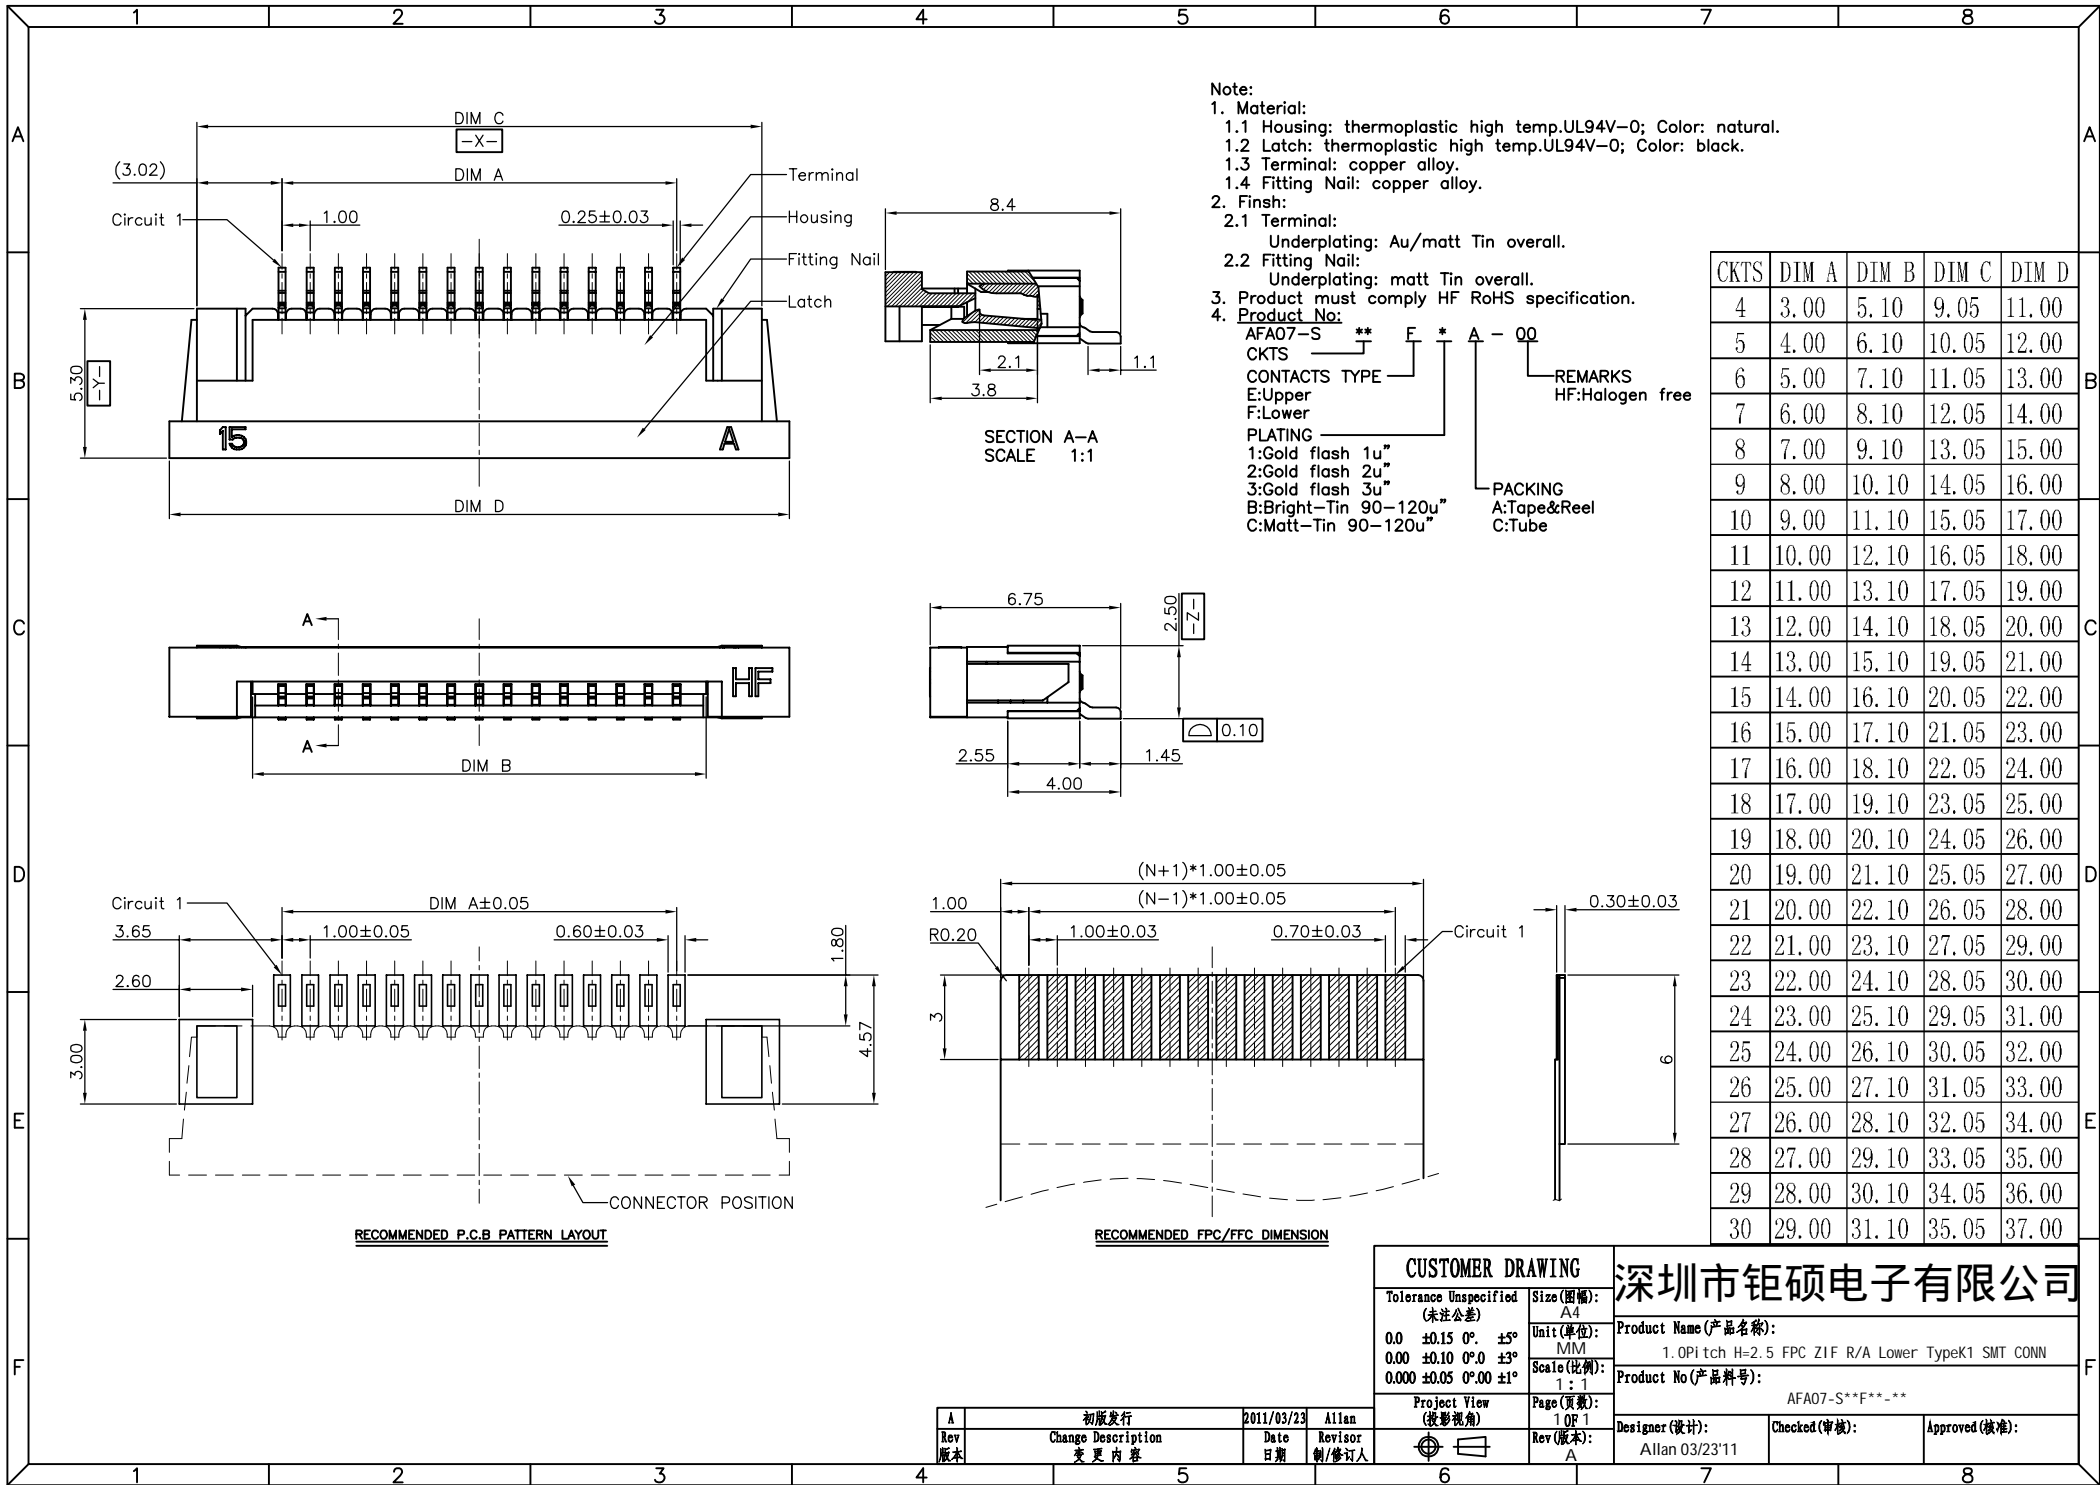 1 2 3 4 5 6 7 8
A
B
C
D
E
F
A
B
C
D
E
F
DIM C
-X-
(3.02)
DIM A
Circuit 1
1.00
0.25±0.03
Terminal
Housing
Fitting Nail
Latch
5.30
-Y-
15
A
DIM D
8.4
2.1
1.1
3.8
SECTION A-A
SCALE 1:1
Note:
1. Material:
1.1 Housing: thermoplastic high temp.UL94V-0; Color: natural.
1.2 Latch: thermoplastic high temp.UL94V-0; Color: black.
1.3 Terminal: copper alloy.
1.4 Fitting Nail: copper alloy.
2. Finsh:
2.1 Terminal:
Underplating: Au/matt Tin overall.
2.2 Fitting Nail:
Underplating: matt Tin overall.
3. Product must comply HF RoHS specification.
4. Product No:
AFA07-S ** F * A - 00
CKTS
CONTACTS TYPE
E:Upper
F:Lower
REMARKS
HF:Halogen free
PLATING
1:Gold flash 1u"
2:Gold flash 2u"
3:Gold flash 3u"
B:Bright-Tin 90-120u"
C:Matt-Tin 90-120u"
PACKING
A:Tape&Reel
C:Tube
CKTS DIM A DIM B DIM C DIM D
4 3.00 5.10 9.05 11.00
5 4.00 6.10 10.05 12.00
6 5.00 7.10 11.05 13.00
7 6.00 8.10 12.05 14.00
8 7.00 9.10 13.05 15.00
9 8.00 10.10 14.05 16.00
10 9.00 11.10 15.05 17.00
11 10.00 12.10 16.05 18.00
12 11.00 13.10 17.05 19.00
13 12.00 14.10 18.05 20.00
14 13.00 15.10 19.05 21.00
15 14.00 16.10 20.05 22.00
16 15.00 17.10 21.05 23.00
17 16.00 18.10 22.05 24.00
18 17.00 19.10 23.05 25.00
19 18.00 20.10 24.05 26.00
20 19.00 21.10 25.05 27.00
21 20.00 22.10 26.05 28.00
22 21.00 23.10 27.05 29.00
23 22.00 24.10 28.05 30.00
24 23.00 25.10 29.05 31.00
25 24.00 26.10 30.05 32.00
26 25.00 27.10 31.05 33.00
27 26.00 28.10 32.05 34.00
28 27.00 29.10 33.05 35.00
29 28.00 30.10 34.05 36.00
30 29.00 31.10 35.05 37.00
A
A
HF
DIM B
6.75
2.50
-Z-
0.10
2.55
1.45
4.00
Circuit 1
DIM A±0.05
3.65
1.00±0.05
0.60±0.03
1.80
2.60
3.00
4.57
CONNECTOR POSITION
RECOMMENDED P.C.B PATTERN LAYOUT
(N+1)*1.00±0.05
(N-1)*1.00±0.05
1.00
R0.20
1.00±0.03
0.70±0.03
Circuit 1
3
0.30±0.03
6
RECOMMENDED FPC/FFC DIMENSION
CUSTOMER DRAWING
Tolerance Unspecified
(未注公差)
0.0 ±0.15 0°. ±5°
0.00 ±0.10 0°.0 ±3°
0.000 ±0.05 0°.00 ±1°
Project View
(投影视角)
Size(图幅):
A4
Unit(单位):
MM
Scale(比例):
1:1
Page(页数):
1 OF 1
Rev(版本):
A
深圳市钜硕电子有限公司
Product Name(产品名称):
1.0Pitch H=2.5 FPC ZIF R/A Lower TypeK1 SMT CONN
Product No(产品料号):
AFA07-S**F**-**
Designer(设计):
Allan 03/23'11
Checked(审核):
Approved(核准):
A 初版发行 2011/03/23 Allan
Rev Change Description Date Revisor
版本 变更内容 日期 制/修订人
1 2 3 4 5 6 7 8